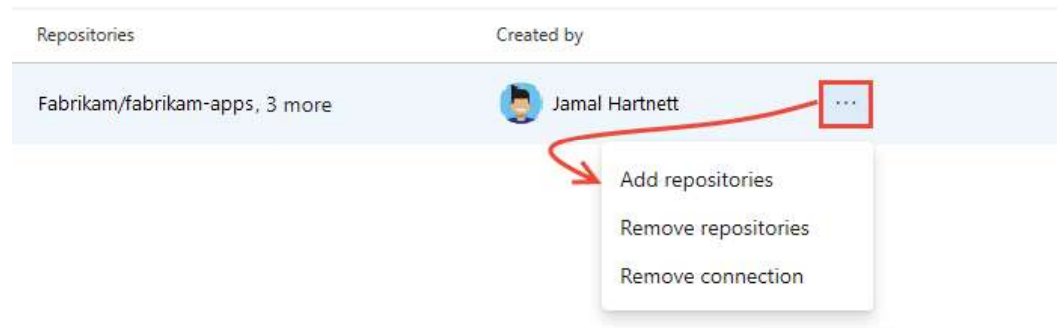 Repositories Created by
Fabrikam/fabrikam-apps, 3 more Jamal Hartnett ...
Add repositories
Remove repositories
Remove connection